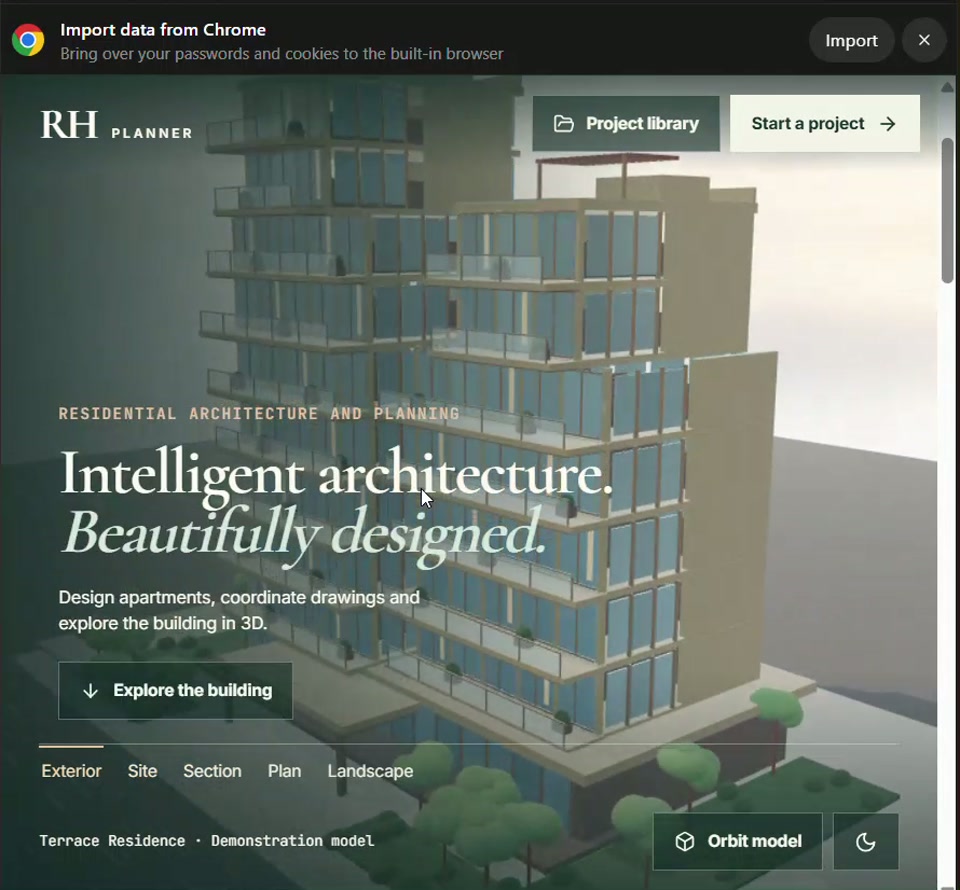 Import data from Chrome
Bring over your passwords and cookies to the built-in browser
Import
RH PLANNER
Project library
Start a project
RESIDENTIAL ARCHITECTURE AND PLANNING
Intelligent architecture.
Beautifully designed.
Design apartments, coordinate drawings and
explore the building in 3D.
Explore the building
Exterior Site Section Plan Landscape
Terrace Residence · Demonstration model
Orbit model